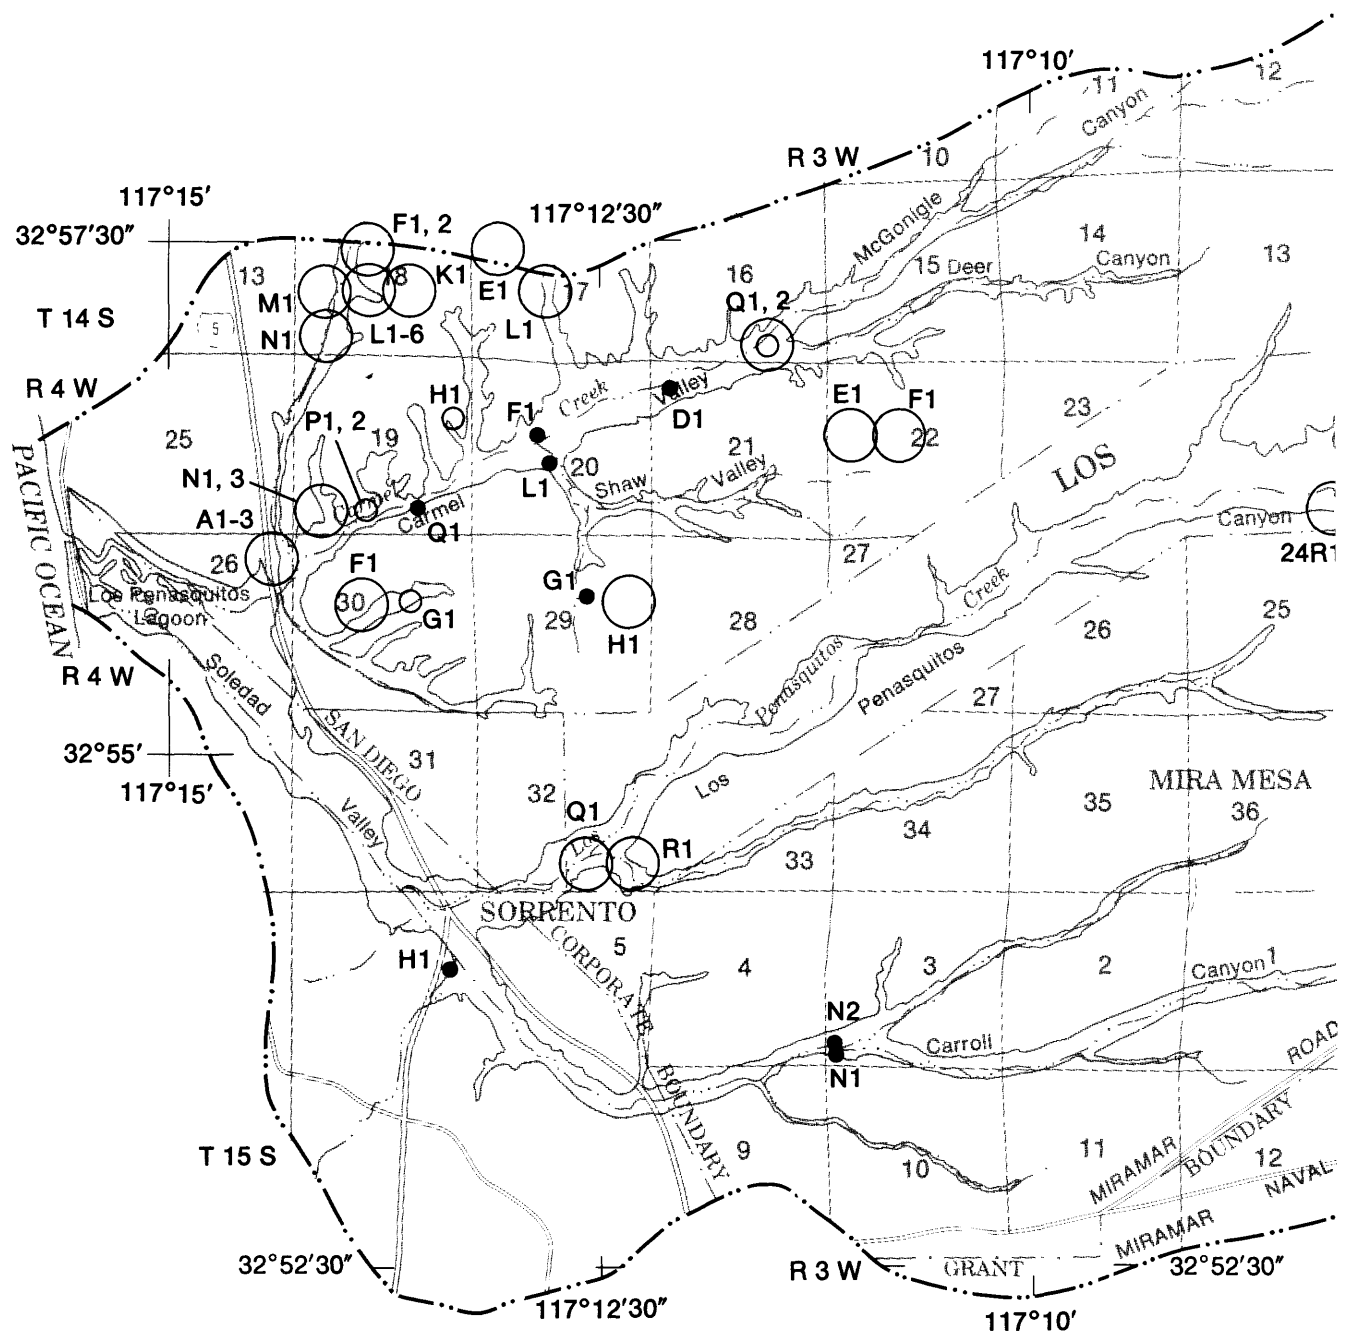 117°10′
11
12
Canyon
R 3 W
10
117°15′
McGonigle
F1, 2
117°12′30″
32°57′30″
14
13
K1
16
15 Deer
Canyon
13
18
E1
17
M1
Q1, 2
T 14 S
5
N1
L1-6
L1
R 4 W
H1
F1
Creek
Valley
E1
F1
P1, 2
D1
23
25
19
21
22
LOS
PACIFIC OCEAN
N1, 3
L1
20
Shaw
Valley
A1-3
Carmel
Carmel
Q1
Canyon
24R1
26
F1
27
G1
Creek
Los Penasquitos
Lagoon
30
G1
29
28
25
H1
26
R 4 W
Soledad
Penasquitos
Penasquitos
27
SAN DIEGO
32°55′
31
117°15′
Los
MIRA MESA
32
35
36
Valley
Q1
Los
34
R1
33
SORRENTO
CORPORATE
5
H1
4
3
2
Canyon
1
N2
Carroll
N1
ROAD
BOUNDARY
BOUNDARY
T 15 S
9
10
11
12
MIRAMAR
NAVAL
MIRAMAR
32°52′30″
R 3 W
GRANT
32°52′30″
117°12′30″
117°10′